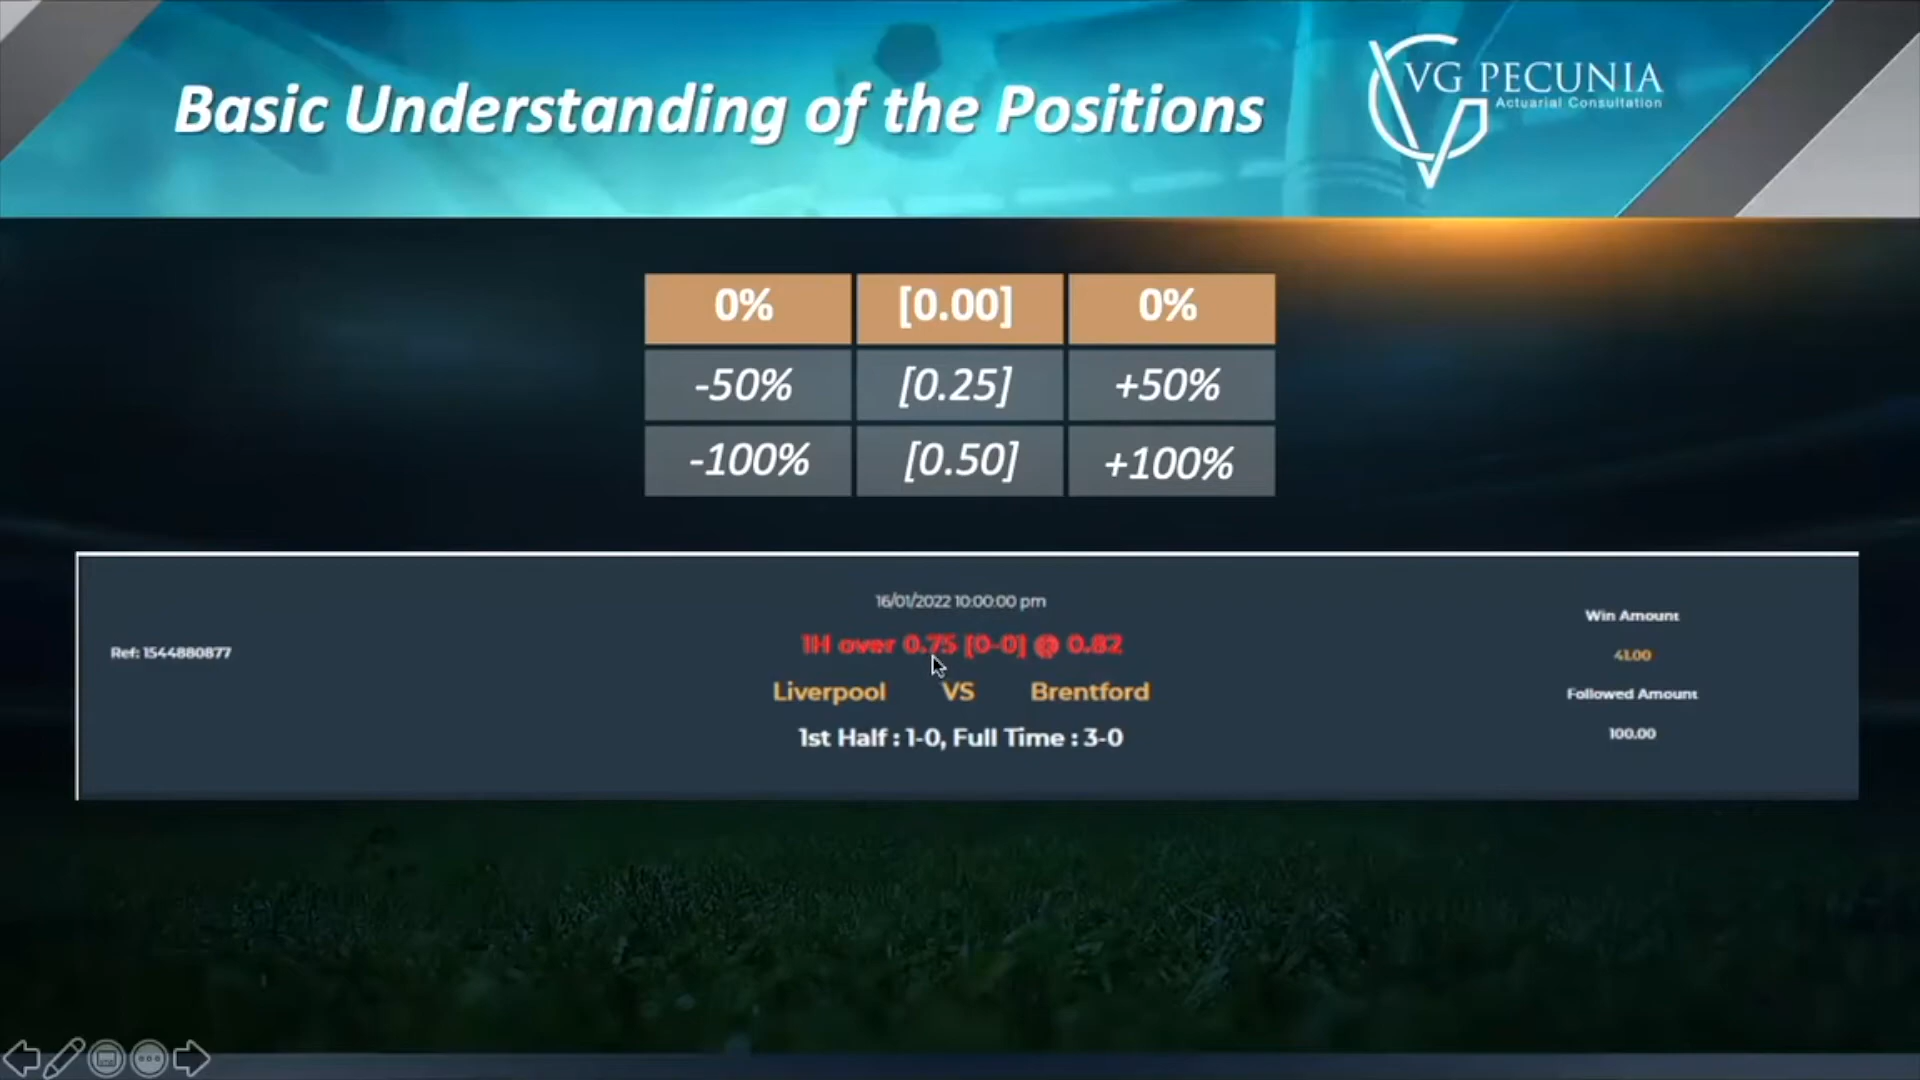 Basic Understanding of the Positions
VG PECUNIA
Actuarial Consultation
0% [0.00] 0%
-50% [0.25] +50%
-100% [0.50] +100%
16/01/2022 10:00:00 pm
Ref: 1544880877
1H over 0.75 [0-0] @ 0.82
Liverpool VS Brentford
1st Half : 1-0, Full Time : 3-0
Win Amount
41.00
Followed Amount
100.00